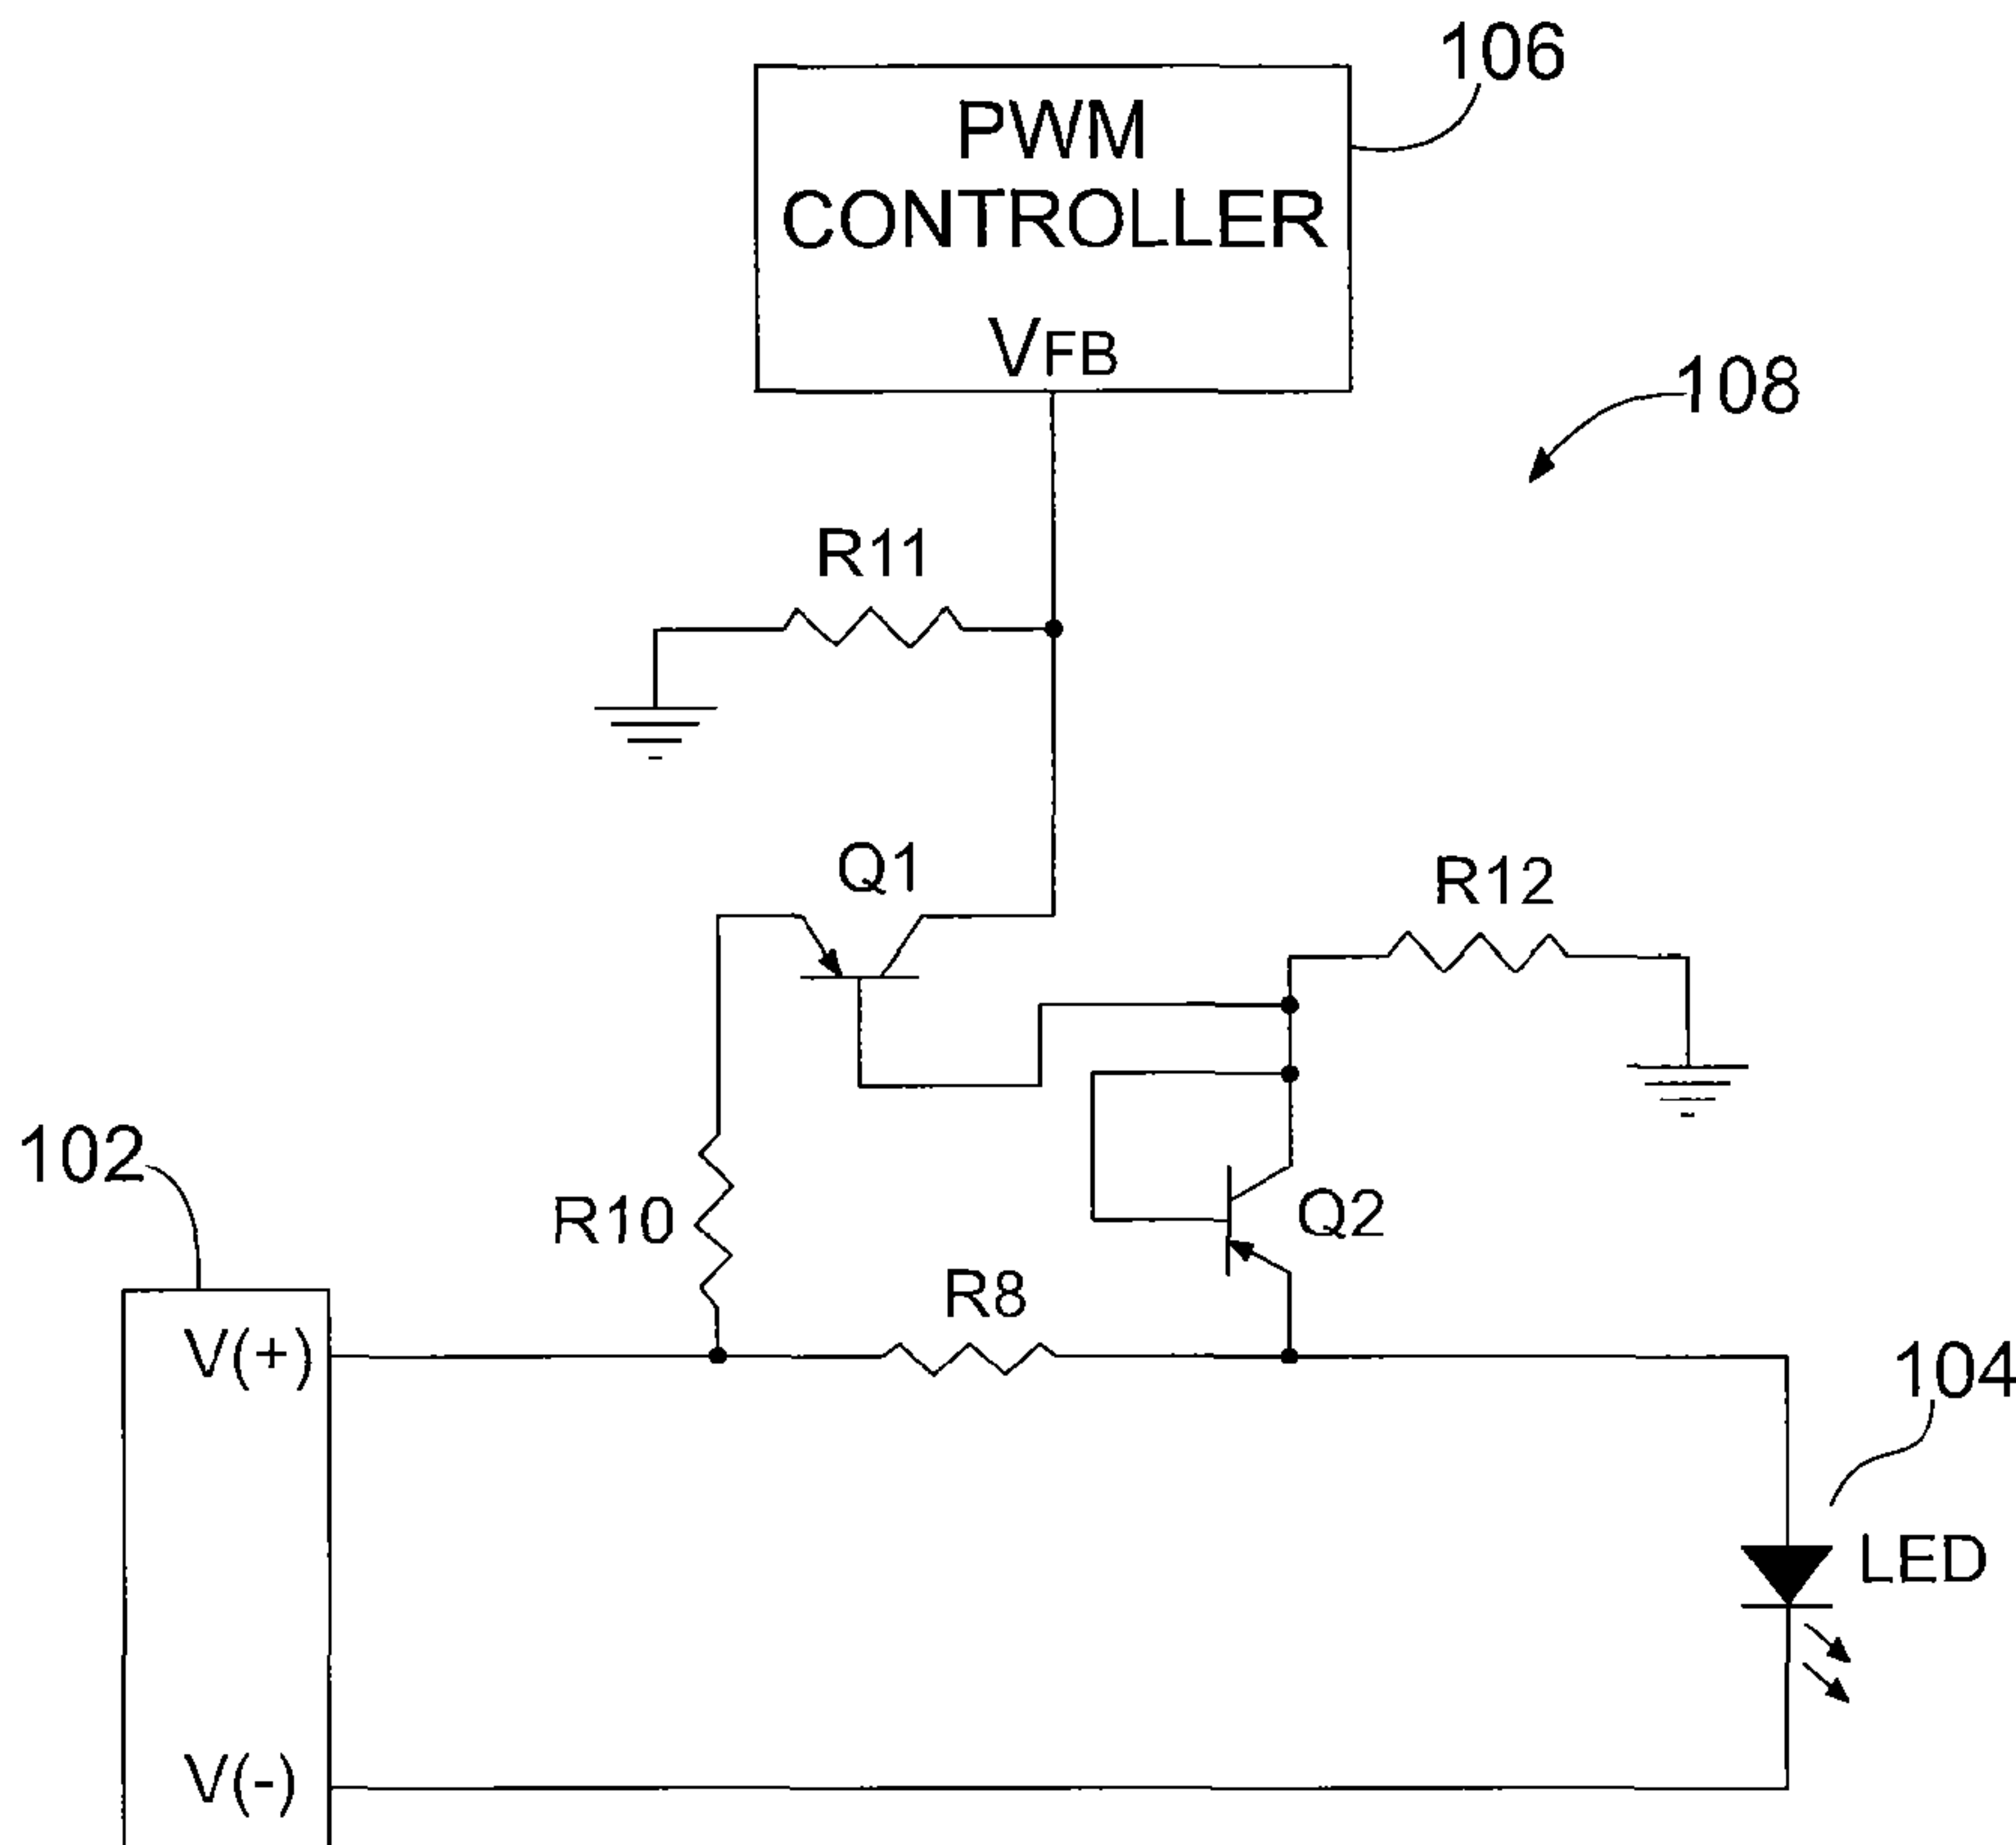 106
PWM
CONTROLLER
VFB
108
R11
Q1
R12
102
R10
Q2
R8
V(+)
104
LED
V(-)